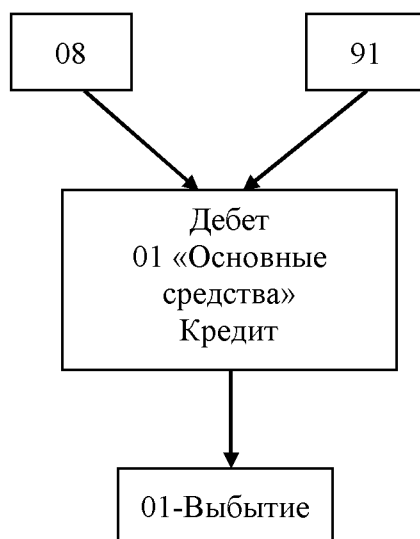 08
91
Дебет
01 «Основные
средства»
Кредит
01-Выбытие